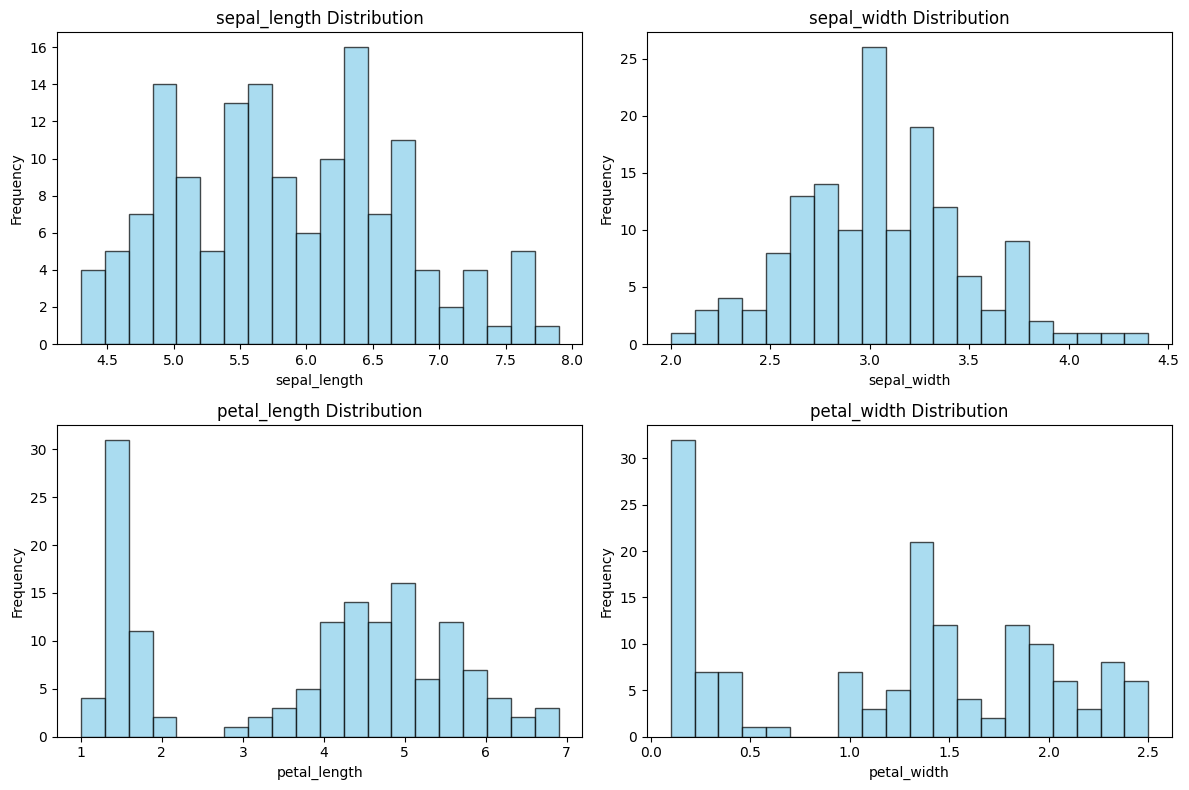 sepal_length Distribution
16
14
12
10
8
6
4
2
0
Frequency
4.5 5.0 5.5 6.0 6.5 7.0 7.5 8.0
sepal_length
sepal_width Distribution
25
20
15
10
5
0
Frequency
2.0 2.5 3.0 3.5 4.0 4.5
sepal_width
petal_length Distribution
30
25
20
15
10
5
0
Frequency
1 2 3 4 5 6 7
petal_length
petal_width Distribution
30
25
20
15
10
5
0
Frequency
0.0 0.5 1.0 1.5 2.0 2.5
petal_width